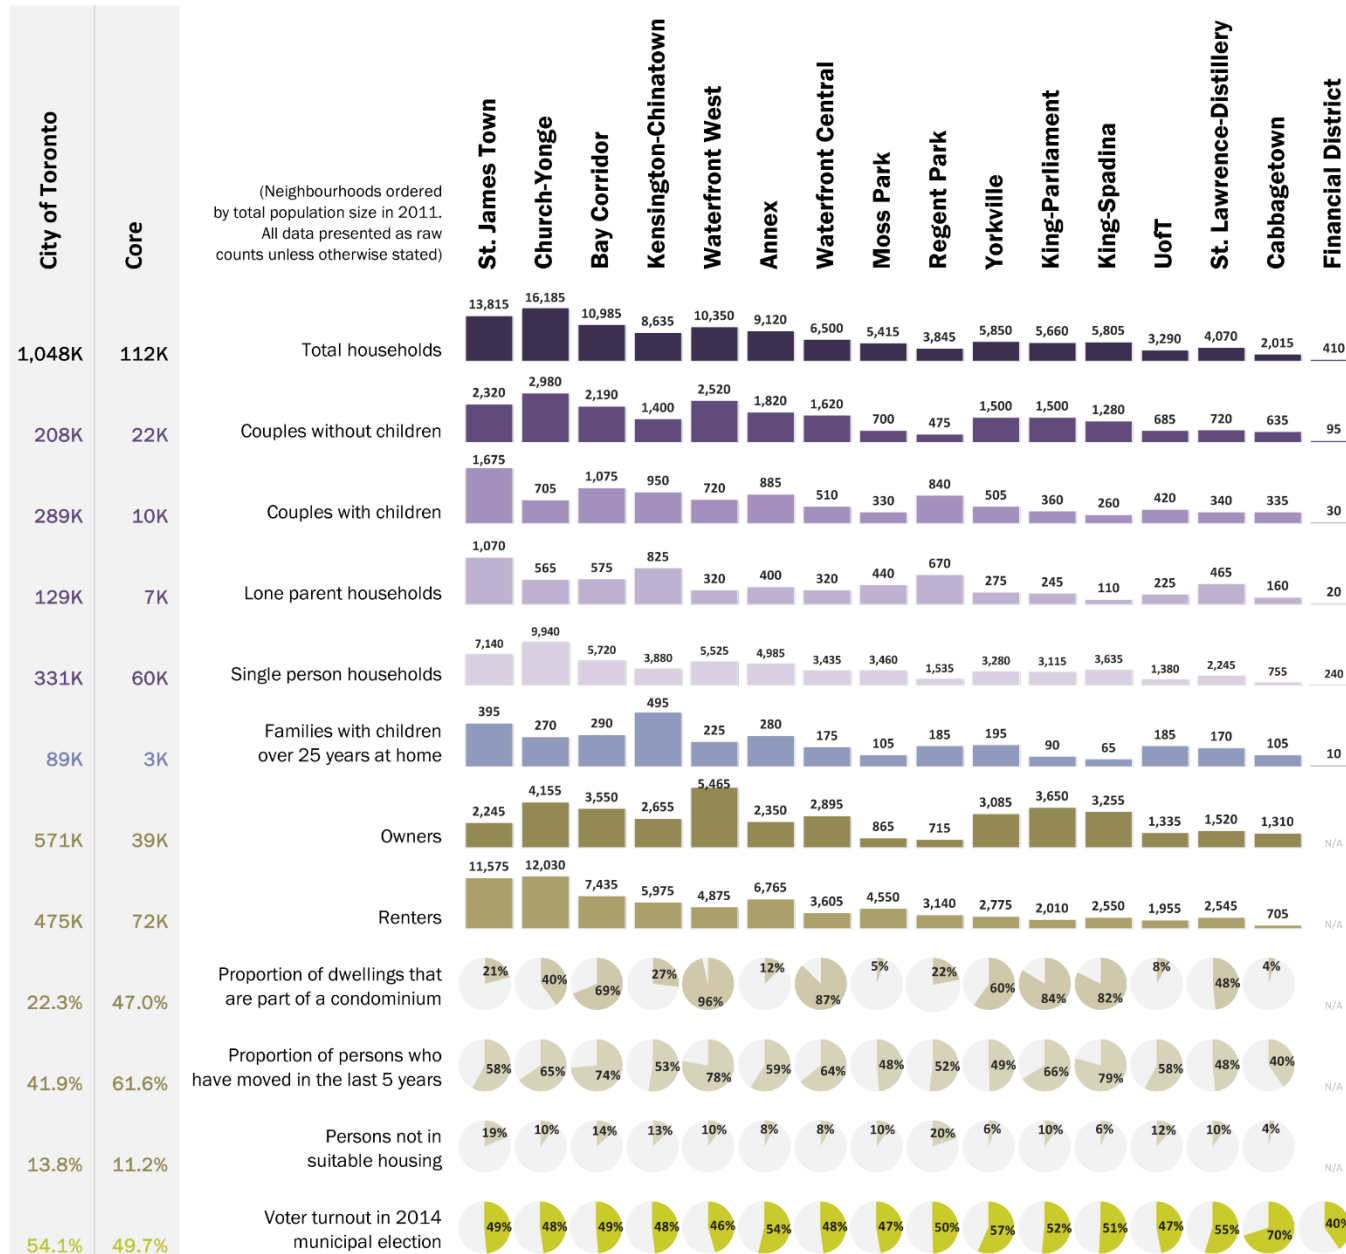 City of Toronto
Core
(Neighbourhoods ordered
by total population size in 2011.
All data presented as raw
counts unless otherwise stated)
St. James Town
Church-Yonge
Bay Corridor
Kensington-Chinatown
Waterfront West
Annex
Waterfront Central
Moss Park
Regent Park
Yorkville
King-Parliament
King-Spadina
UofT
St. Lawrence-Distillery
Cabbagetown
Financial District
1,048K 112K Total households 13,815 16,185 10,985 8,635 10,350 9,120 6,500 5,415 3,845 5,850 5,660 5,805 3,290 4,070 2,015 410
208K 22K Couples without children 2,320 2,980 2,190 1,400 2,520 1,820 1,620 700 475 1,500 1,500 1,280 685 720 635 95
289K 10K Couples with children 1,675 705 1,075 950 720 885 510 330 840 505 360 260 420 340 335 30
129K 7K Lone parent households 1,070 565 575 825 320 400 320 440 670 275 245 110 225 465 160 20
331K 60K Single person households 7,140 9,940 5,720 3,880 5,525 4,985 3,435 3,460 1,535 3,280 3,115 3,635 1,380 2,245 755 240
Families with children
over 25 years at home
89K 3K 395 270 290 495 225 280 175 105 185 195 90 65 185 170 105 10
571K 39K Owners 2,245 4,155 3,550 2,655 5,465 2,350 2,895 865 715 3,085 3,650 3,255 1,335 1,520 1,310 N/A
475K 72K Renters 11,575 12,030 7,435 5,975 4,875 6,765 3,605 4,550 3,140 2,775 2,010 2,550 1,955 2,545 705 N/A
Proportion of dwellings that
are part of a condominium
22.3% 47.0% 21% 40% 69% 27% 96% 12% 87% 5% 22% 60% 84% 82% 8% 48% 4% N/A
Proportion of persons who
have moved in the last 5 years
41.9% 61.6% 58% 65% 74% 53% 78% 59% 64% 48% 52% 49% 66% 79% 58% 48% 40% N/A
Persons not in
suitable housing
13.8% 11.2% 19% 10% 14% 13% 10% 8% 8% 10% 20% 6% 10% 6% 12% 10% 4% N/A
Voter turnout in 2014
municipal election
54.1% 49.7% 49% 48% 49% 48% 46% 54% 48% 47% 50% 57% 52% 51% 47% 55% 70% 40%